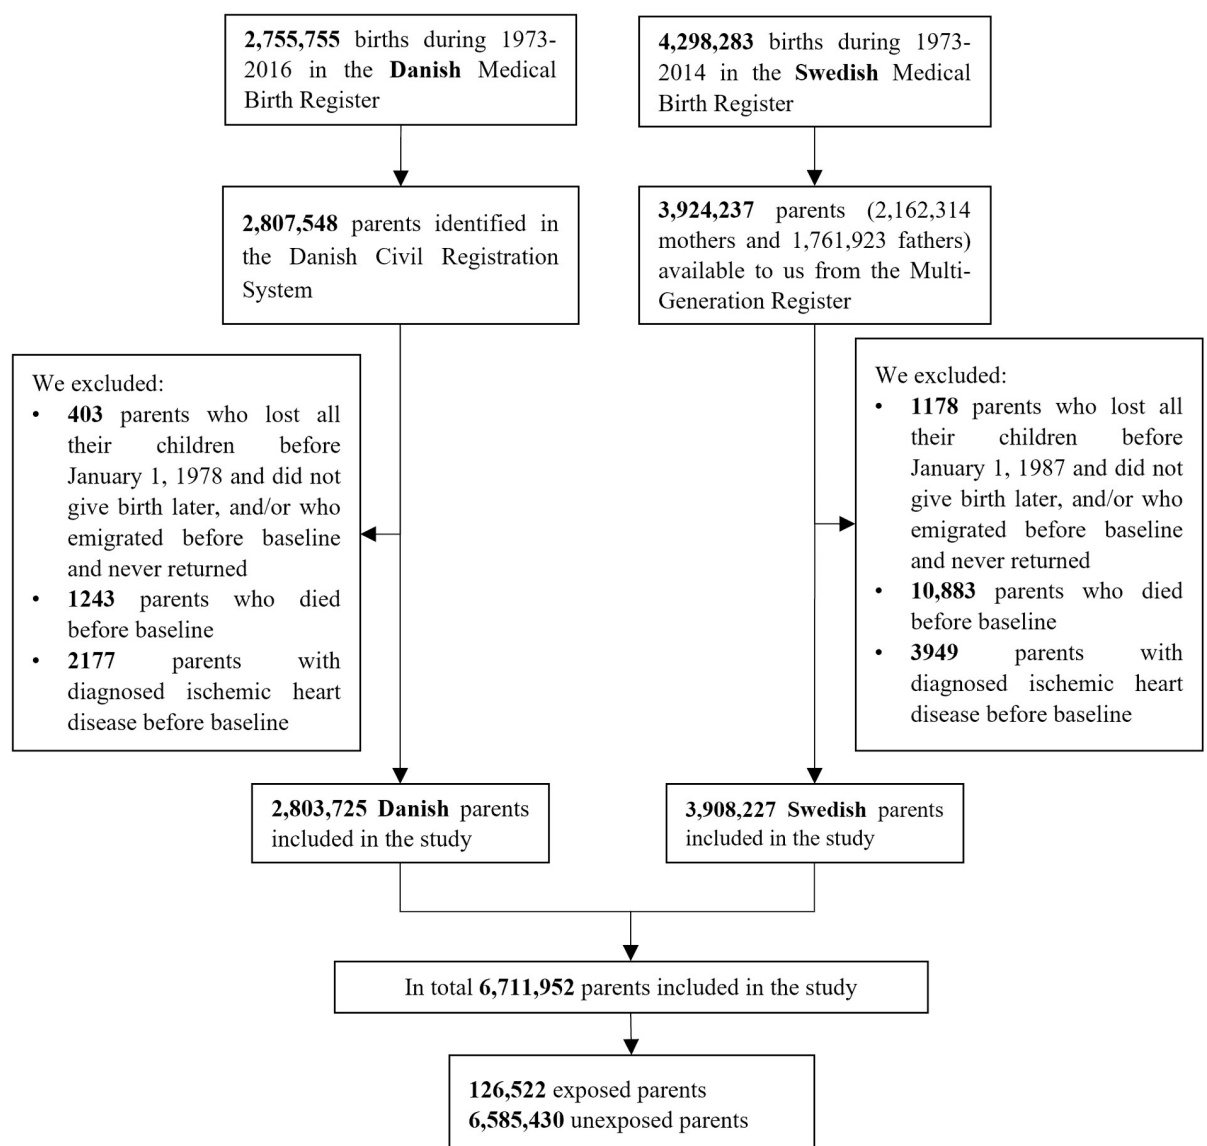 2,755,755 births during 1973-
2016 in the Danish Medical
Birth Register
4,298,283 births during 1973-
2014 in the Swedish Medical
Birth Register
2,807,548 parents identified in
the Danish Civil Registration
System
3,924,237 parents (2,162,314
mothers and 1,761,923 fathers)
available to us from the Multi-
Generation Register
We excluded:
• 403 parents who lost all
their children before
January 1, 1978 and did not
give birth later, and/or who
emigrated before baseline
and never returned
• 1243 parents who died
before baseline
• 2177 parents with
diagnosed ischemic heart
disease before baseline
We excluded:
• 1178 parents who lost all
their children before
January 1, 1987 and did not
give birth later, and/or who
emigrated before baseline
and never returned
• 10,883 parents who died
before baseline
• 3949 parents with
diagnosed ischemic heart
disease before baseline
2,803,725 Danish parents
included in the study
3,908,227 Swedish parents
included in the study
In total 6,711,952 parents included in the study
126,522 exposed parents
6,585,430 unexposed parents